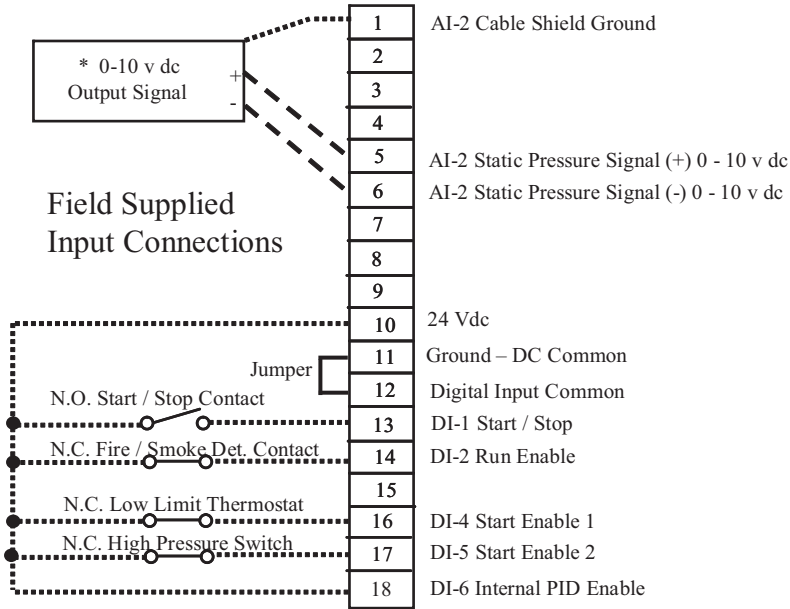 1 AI-2 Cable Shield Ground
* 0-10 v dc
Output Signal
+
-
2
3
4
5 AI-2 Static Pressure Signal (+) 0 - 10 v dc
6 AI-2 Static Pressure Signal (-) 0 - 10 v dc
Field Supplied
Input Connections
7
8
9
10 24 Vdc
11 Ground – DC Common
Jumper
12 Digital Input Common
N.O. Start / Stop Contact
13 DI-1 Start / Stop
N.C. Fire / Smoke Det. Contact
14 DI-2 Run Enable
15
N.C. Low Limit Thermostat
16 DI-4 Start Enable 1
N.C. High Pressure Switch
17 DI-5 Start Enable 2
18 DI-6 Internal PID Enable